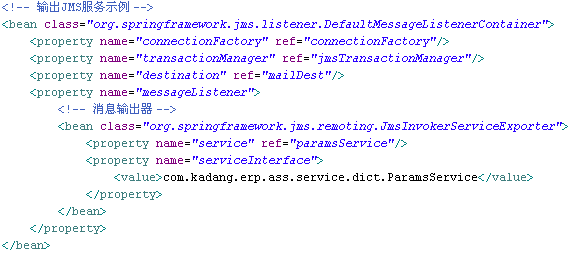 <!-- 输出JMS服务示例 -->
<bean class="org.springframework.jms.listener.DefaultMessageListenerContainer">
    <property name="connectionFactory" ref="connectionFactory"/>
    <property name="transactionManager" ref="jmsTransactionManager"/>
    <property name="destination" ref="mailDest"/>
    <property name="messageListener">
        <!-- 消息输出器 -->
        <bean class="org.springframework.jms.remoting.JmsInvokerServiceExporter">
            <property name="service" ref="paramsService"/>
            <property name="serviceInterface">
                <value>com.kadang.erp.ass.service.dict.ParamsService</value>
            </property>
        </bean>
    </property>
</bean>